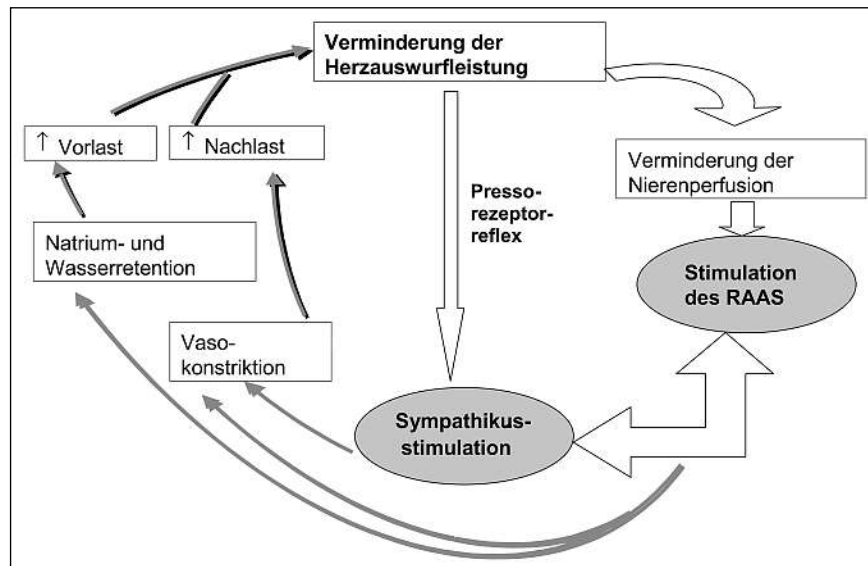 Verminderung der
Herzauswurfleistung
↑ Vorlast
↑ Nachlast
Verminderung der
Nierenperfusion
Presso-
rezeptor-
reflex
Natrium- und
Wasserretention
Stimulation
des RAAS
Vaso-
konstriktion
Sympathikus-
stimulation